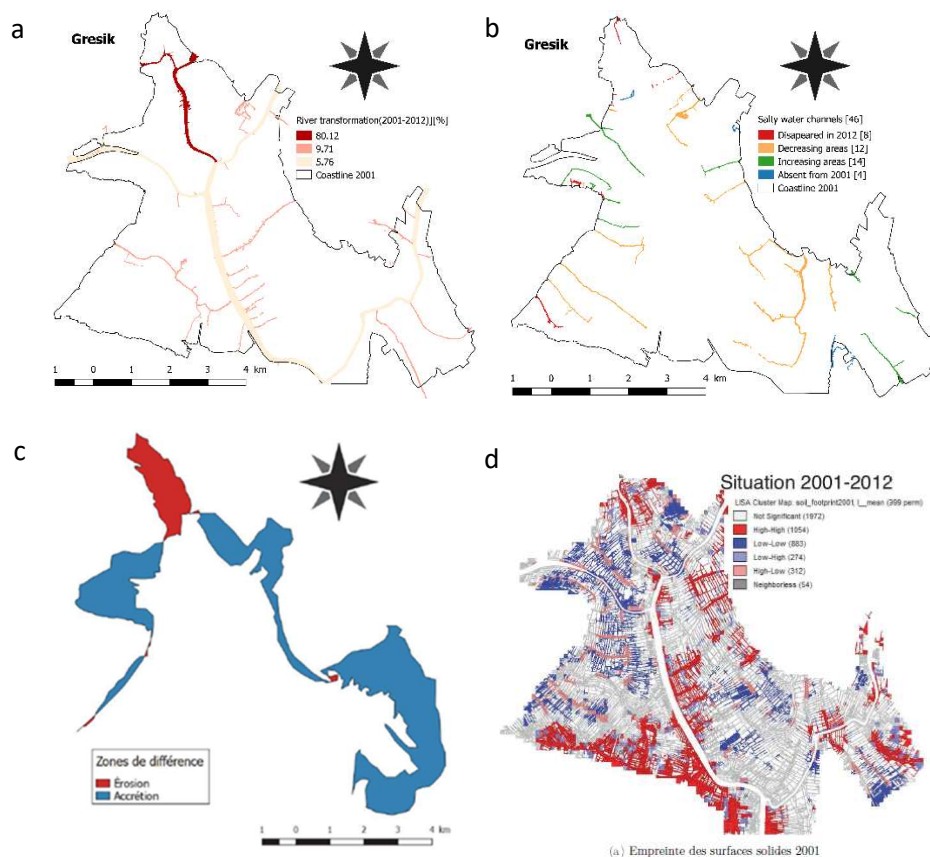 a
Gresik
River transformation(2001-2012)J[%]
80.12
9.71
5.76
Coastline 2001
1 0 1 2 3 4 km
b
Gresik
Salty water channels [46]
Disapeared in 2012 [8]
Decreasing areas [12]
Increasing areas [14]
Absent from 2001 [4]
Coastline 2001
1 0 1 2 3 4 km
c
Zones de différence
Érosion
Accrétion
1 0 1 2 3 4 km
d
Situation 2001-2012
LISA Cluster Map: soil_footprint2001, I__mean (399 perm)
Not Significant (1972)
High-High (1054)
Low-Low (883)
Low-High (274)
High-Low (312)
Neighborless (54)
(a) Empreinte des surfaces solides 2001